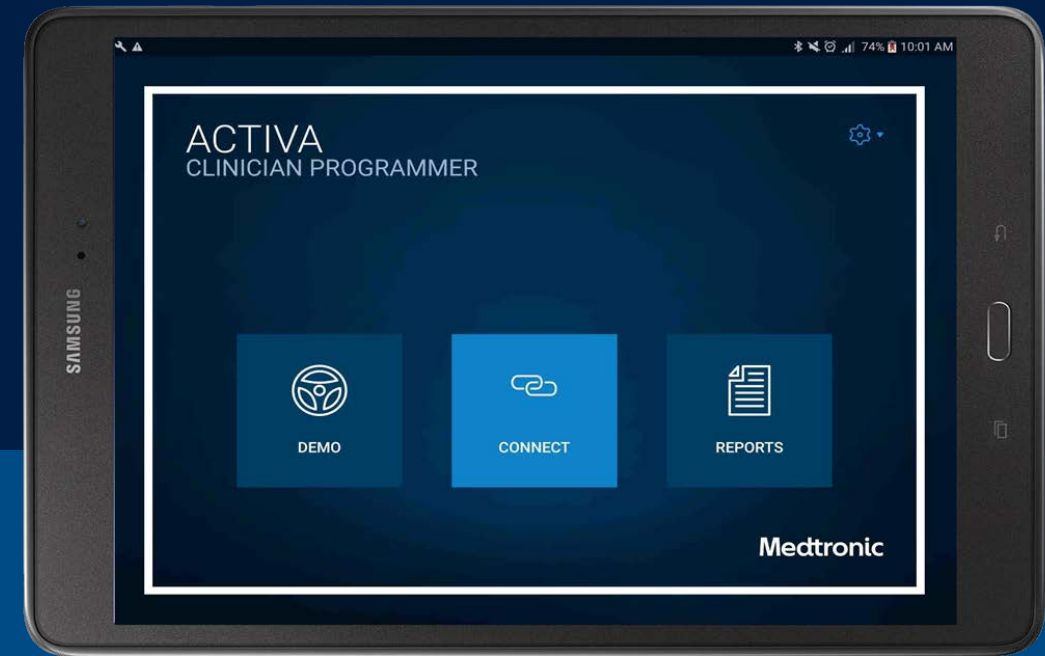 74% 10:01 AM
ACTIVA
CLINICIAN PROGRAMMER
SAMSUNG
DEMO
CONNECT
REPORTS
Medtronic